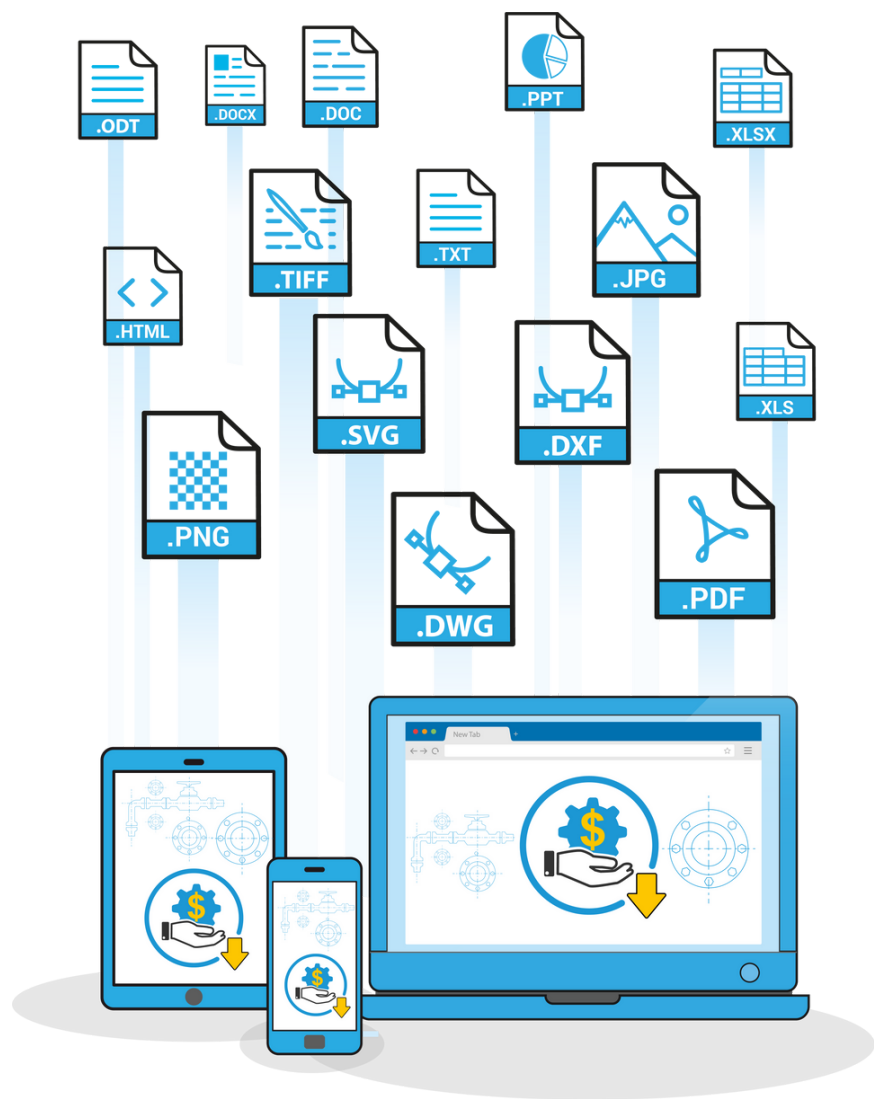 .ODT
.DOCX
.DOC
.PPT
.XLSX
.TIFF
.TXT
.JPG
.HTML
.SVG
.DXF
.XLS
.PNG
.DWG
.PDF
New Tab
+
$
$
$